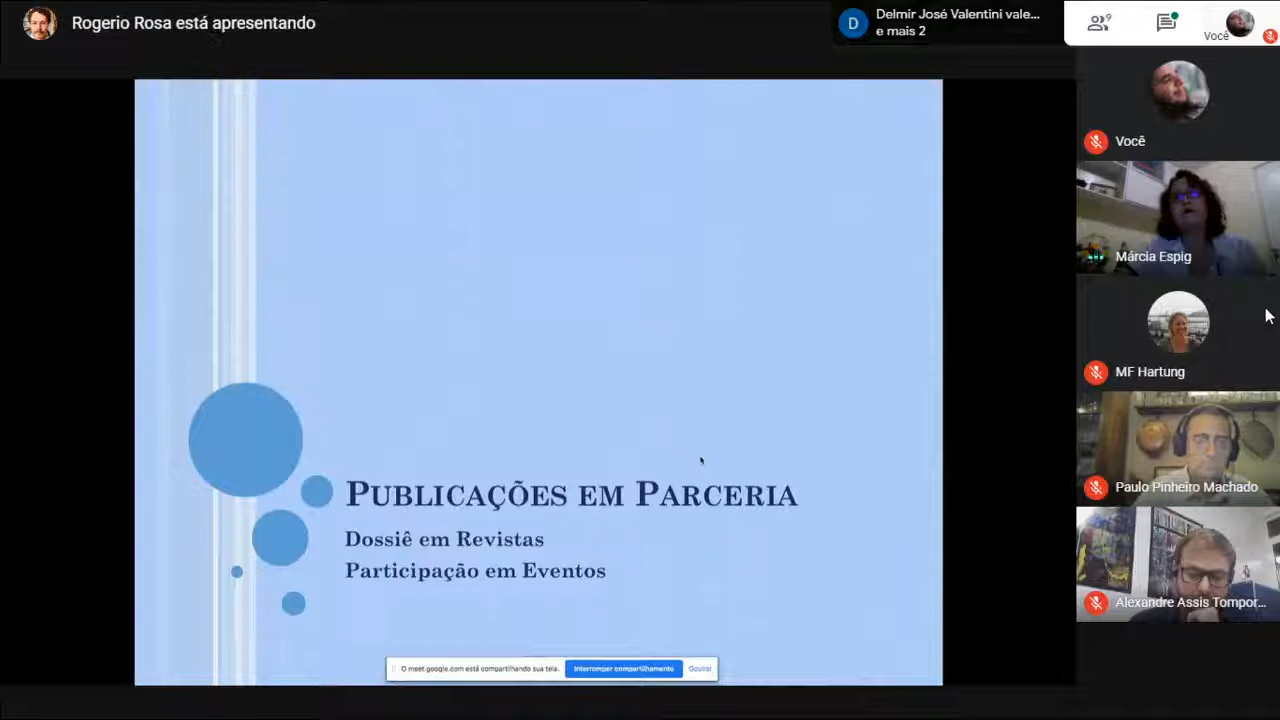 Rogerio Rosa está apresentando
D
Delmir José Valentini vale...
e mais 2
9
Você
Você
Márcia Espig
MF Hartung
Paulo Pinheiro Machado
Alexandre Assis Tompor...
PUBLICAÇÕES EM PARCERIA
Dossiê em Revistas
Participação em Eventos
O meet.google.com está compartilhando sua tela.
Interromper compartilhamento
Ocultar